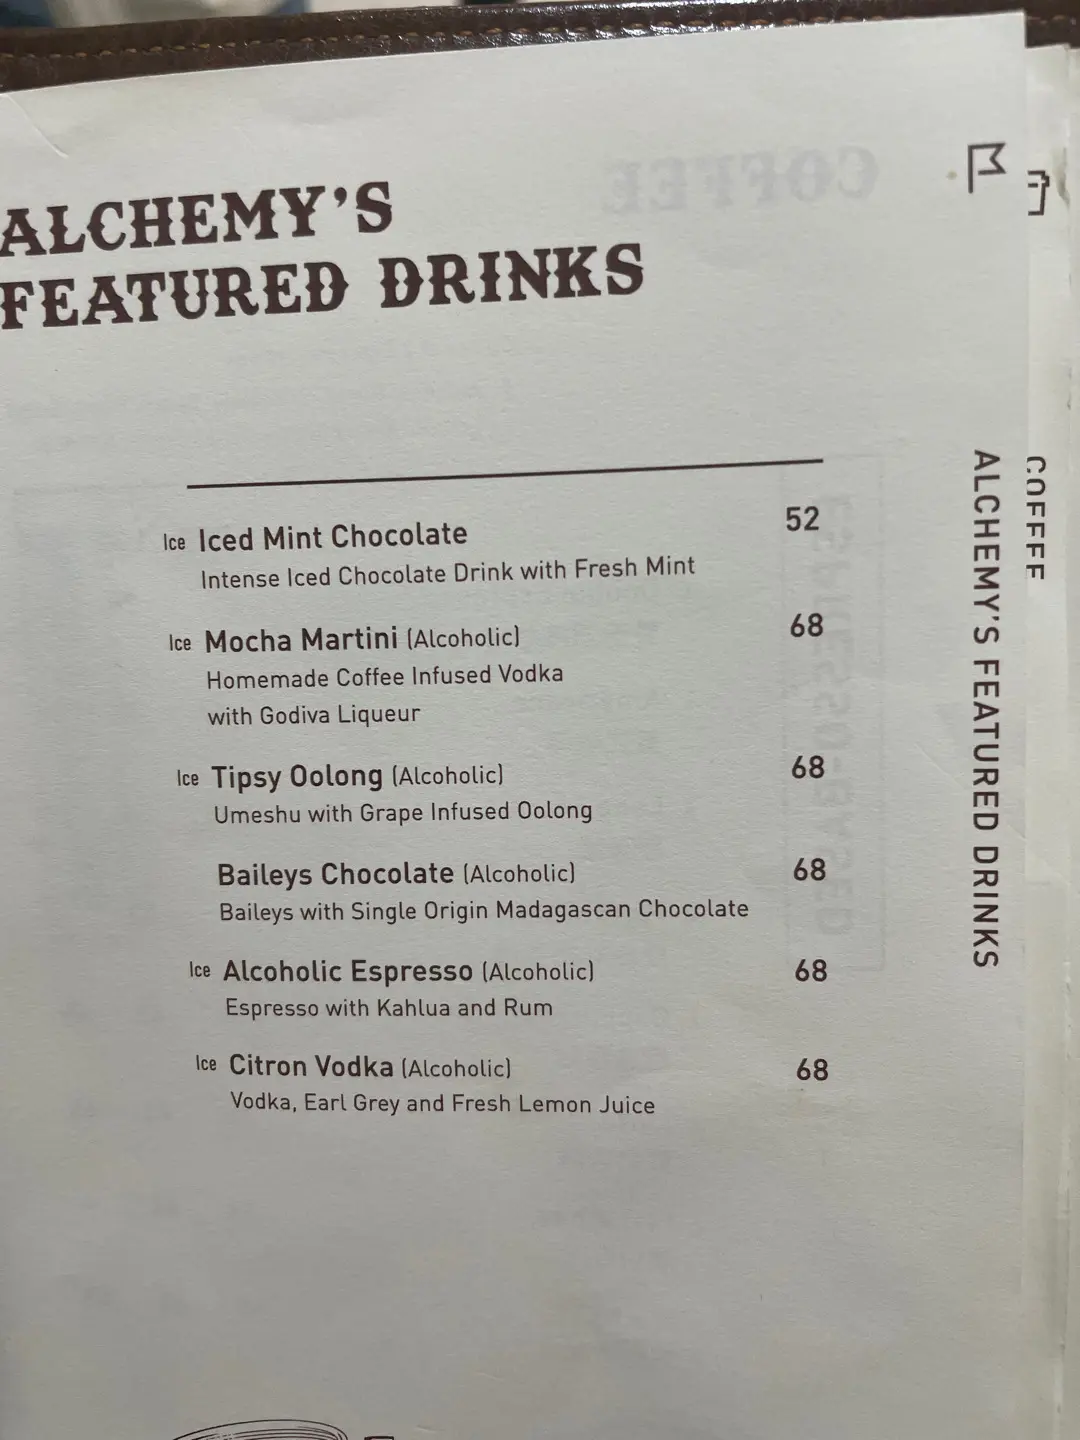 ALCHEMY'S
FEATURED DRINKS
Ice Iced Mint Chocolate 52
Intense Iced Chocolate Drink with Fresh Mint
Ice Mocha Martini (Alcoholic) 68
Homemade Coffee Infused Vodka
with Godiva Liqueur
Ice Tipsy Oolong (Alcoholic) 68
Umeshu with Grape Infused Oolong
Baileys Chocolate (Alcoholic) 68
Baileys with Single Origin Madagascan Chocolate
Ice Alcoholic Espresso (Alcoholic) 68
Espresso with Kahlua and Rum
Ice Citron Vodka (Alcoholic) 68
Vodka, Earl Grey and Fresh Lemon Juice
ALCHEMY'S FEATURED DRINKS
COFFEE
COFFEE
ESPRESSO-BASED